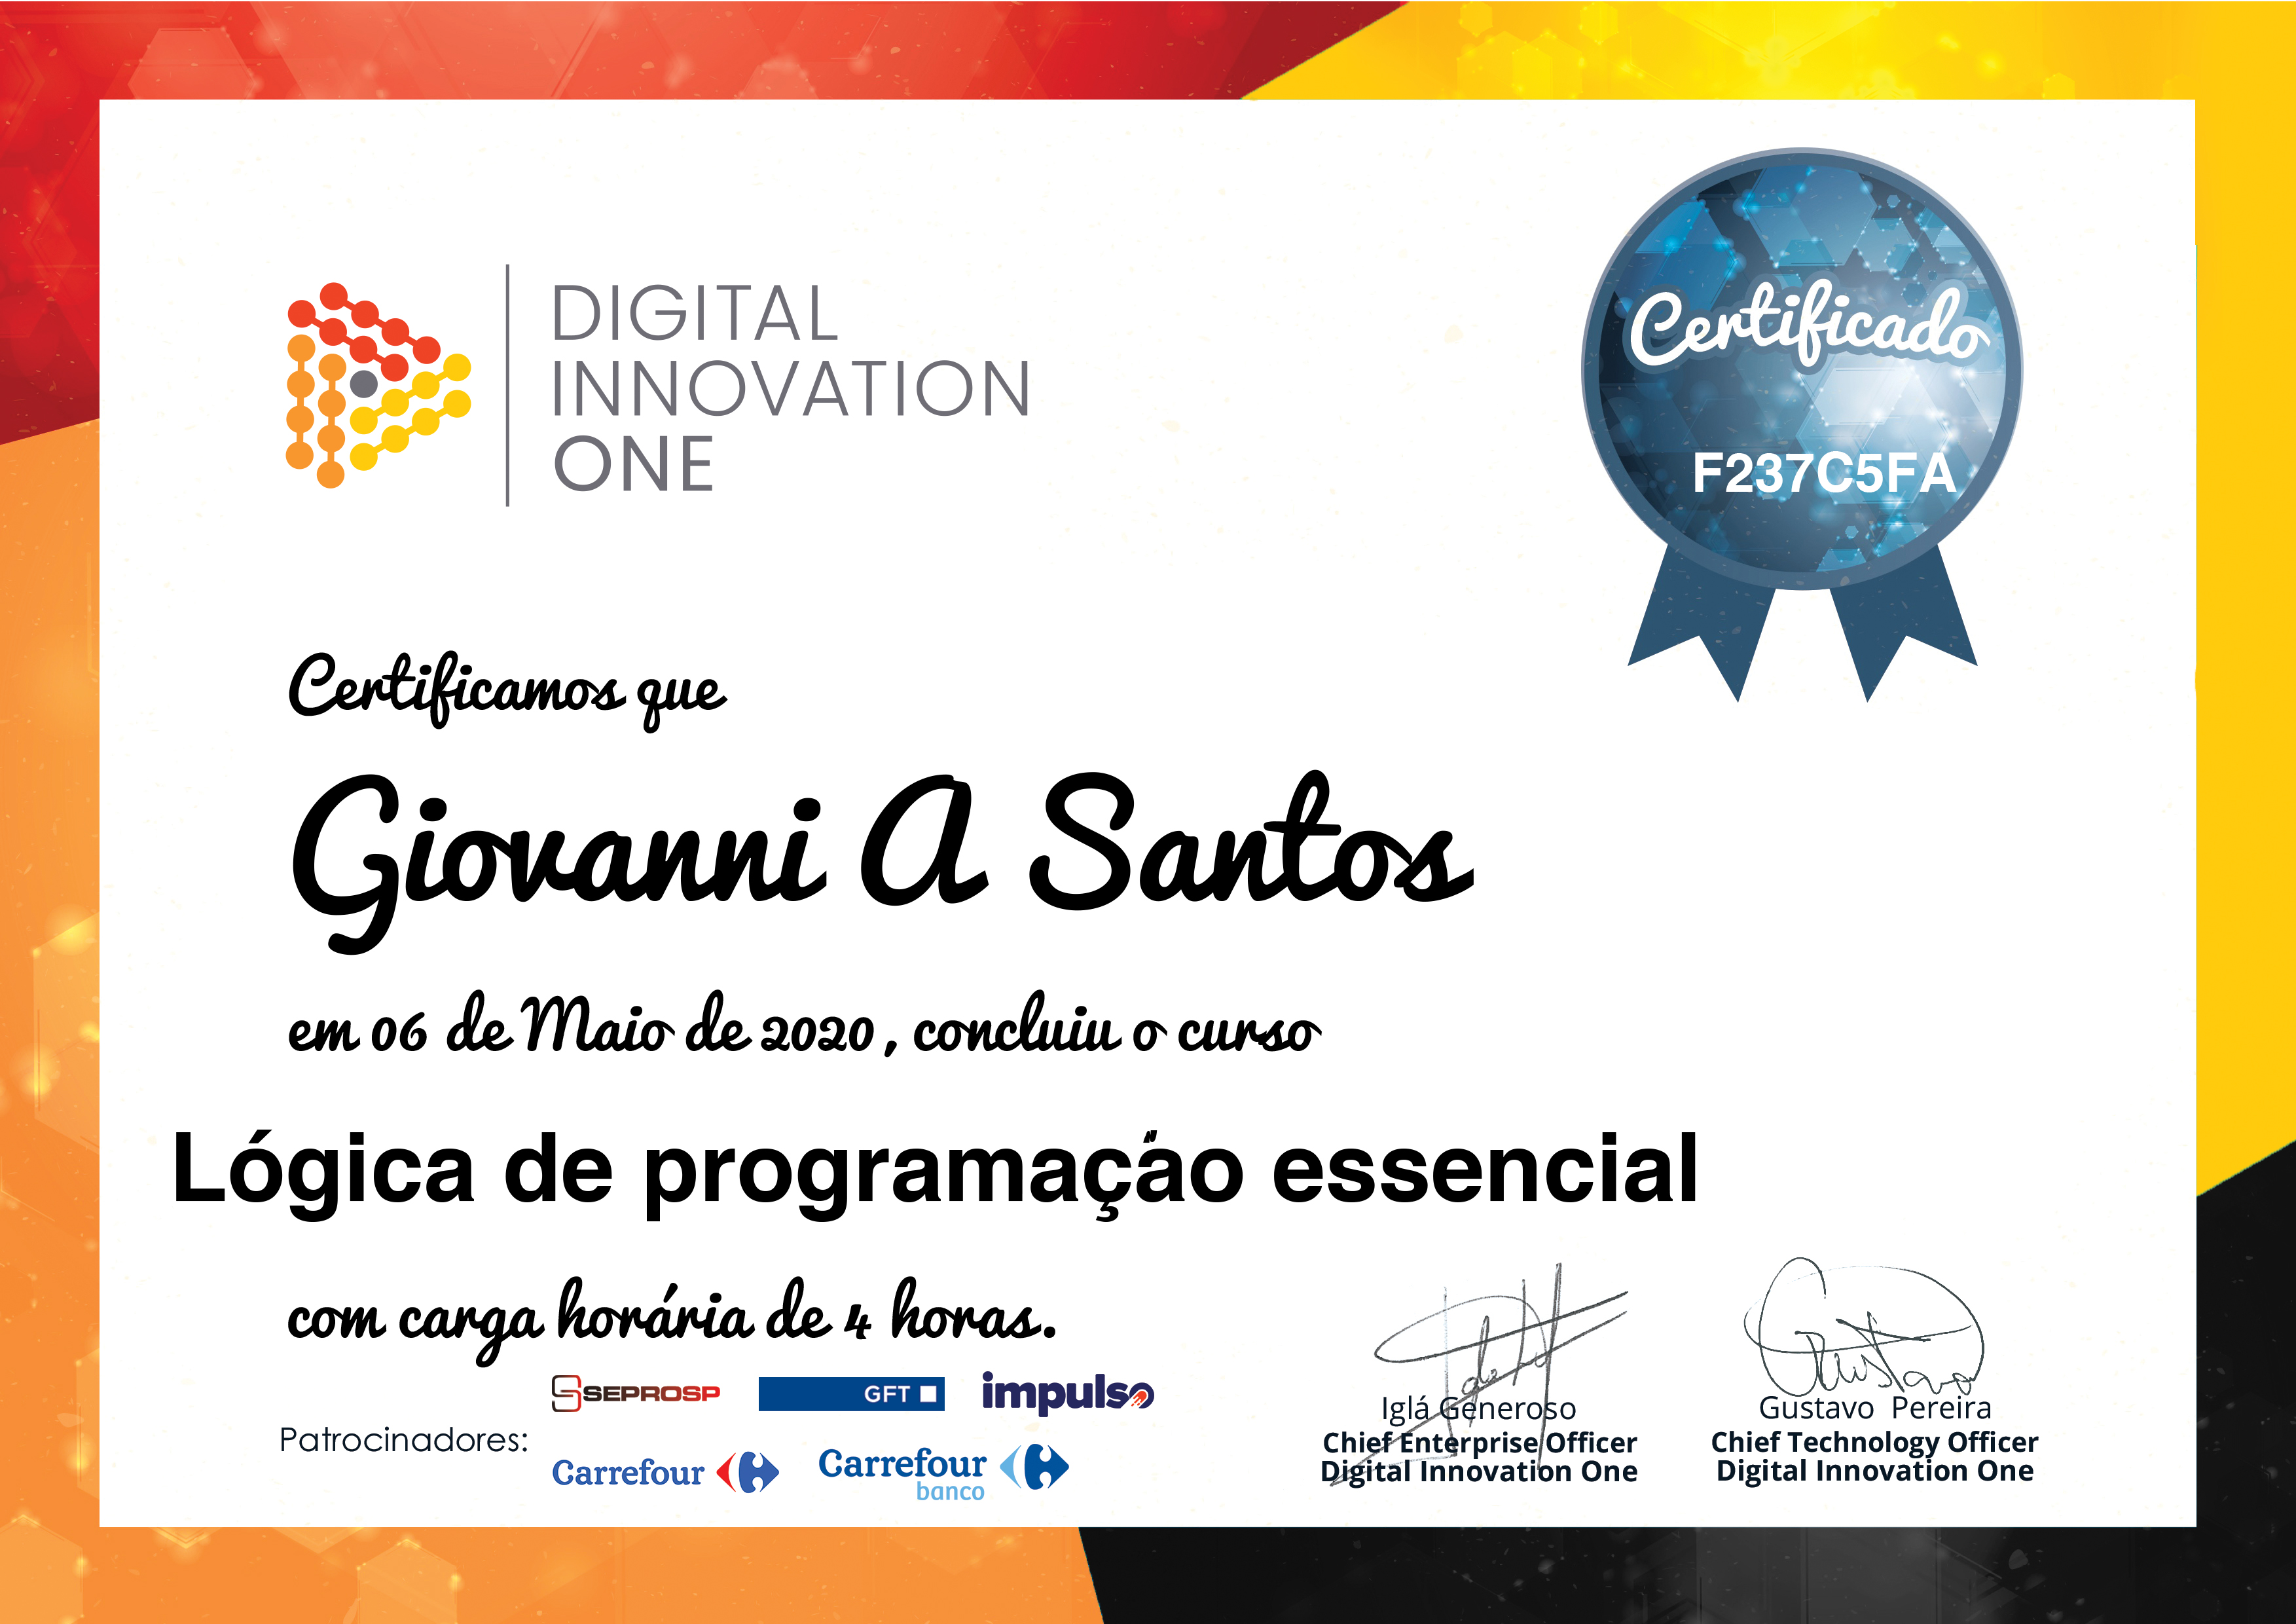 DIGITAL
INNOVATION
ONE
Certificado
F237C5FA
Certificamos que
Giovanni A Santos
em 06 de Maio de 2020 , concluiu o curso
Lógica de programação essencial
com carga horária de 4 horas.
Patrocinadores:
SEPROSP
GFT
impulso
Carrefour
Carrefour
banco
Iglá Generoso
Chief Enterprise Officer
Digital Innovation One
Gustavo
Gustavo Pereira
Chief Technology Officer
Digital Innovation One